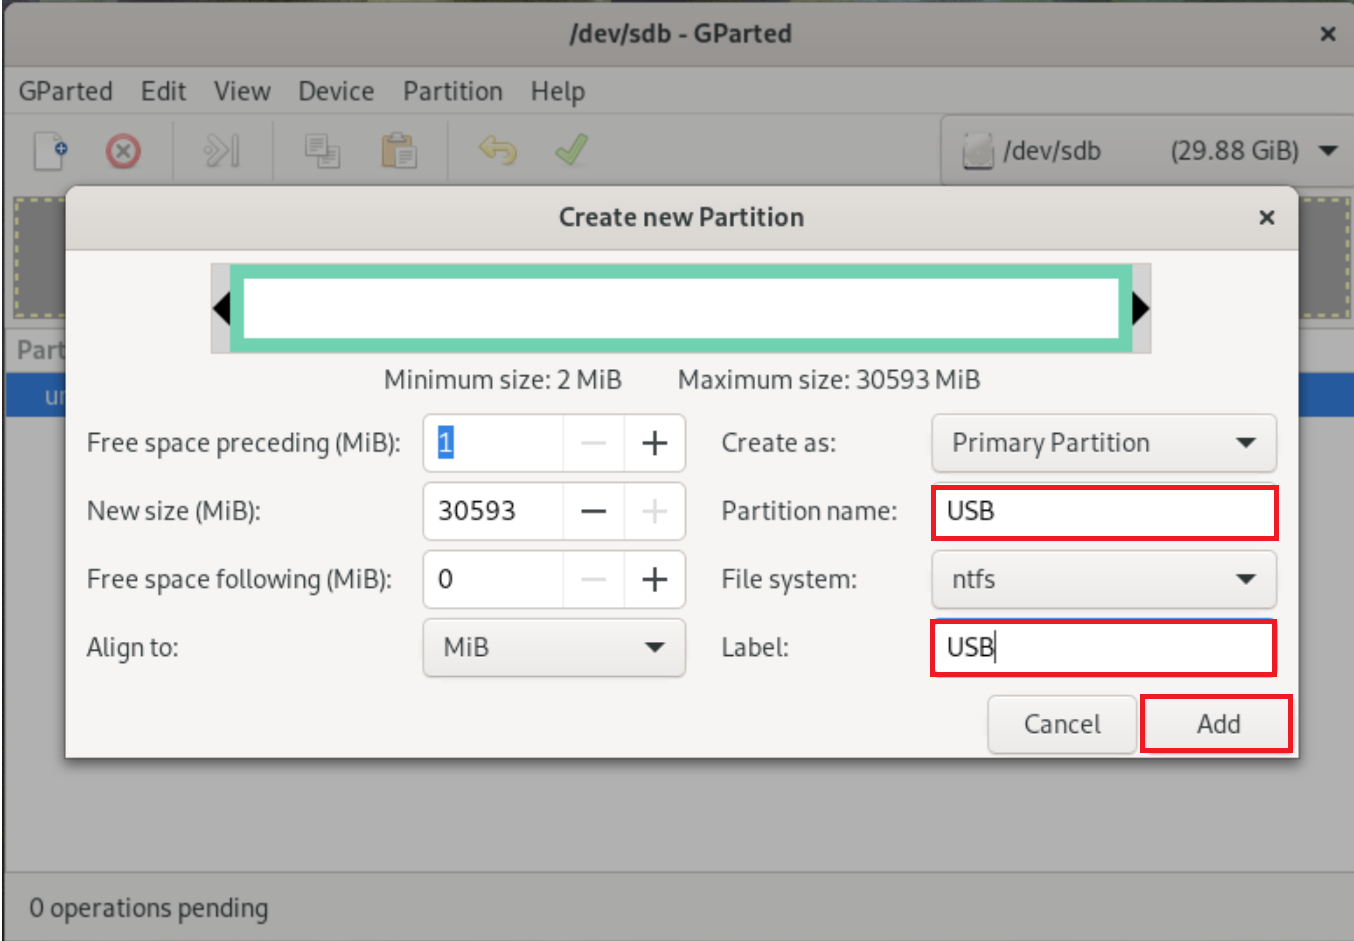 /dev/sdb - GParted
GParted Edit View Device Partition Help
/dev/sdb (29.88 GiB)
Create new Partition
Part
Minimum size: 2 MiB Maximum size: 30593 MiB
Free space preceding (MiB): 1 Create as: Primary Partition
New size (MiB): 30593 Partition name: USB
Free space following (MiB): 0 File system: ntfs
Align to: MiB Label: USB
Cancel Add
0 operations pending